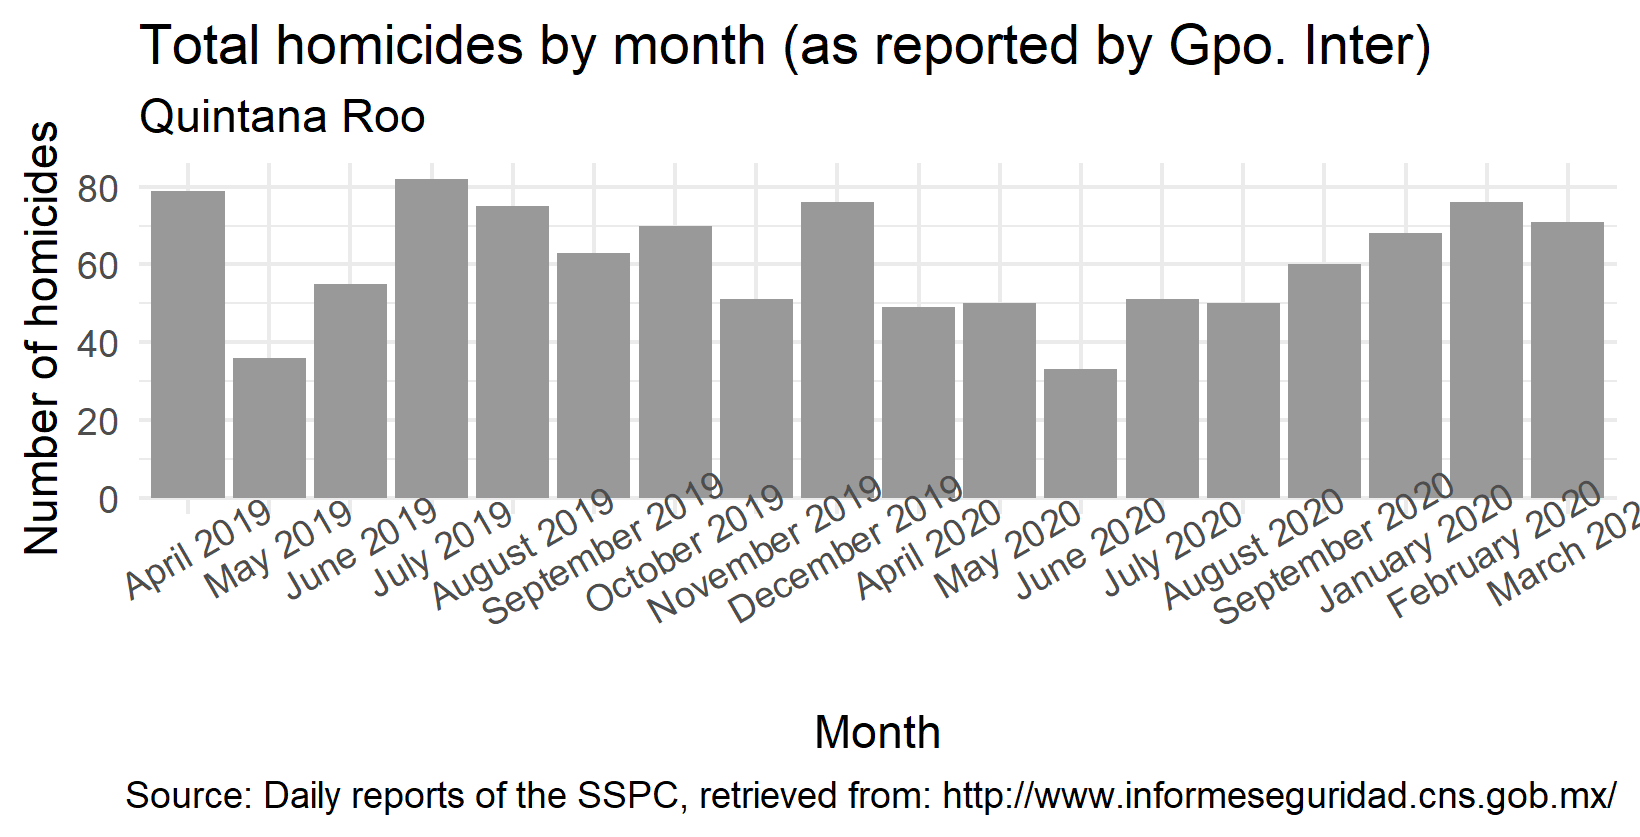 Total homicides by month (as reported by Gpo. Inter)
Quintana Roo
Number of homicides
80
60
40
20
0
April 2019
May 2019
June 2019
July 2019
August 2019
September 2019
October 2019
November 2019
December 2019
April 2020
May 2020
June 2020
July 2020
August 2020
September 2020
January 2020
February 2020
March 202
Month
Source: Daily reports of the SSPC, retrieved from: http://www.informeseguridad.cns.gob.mx/